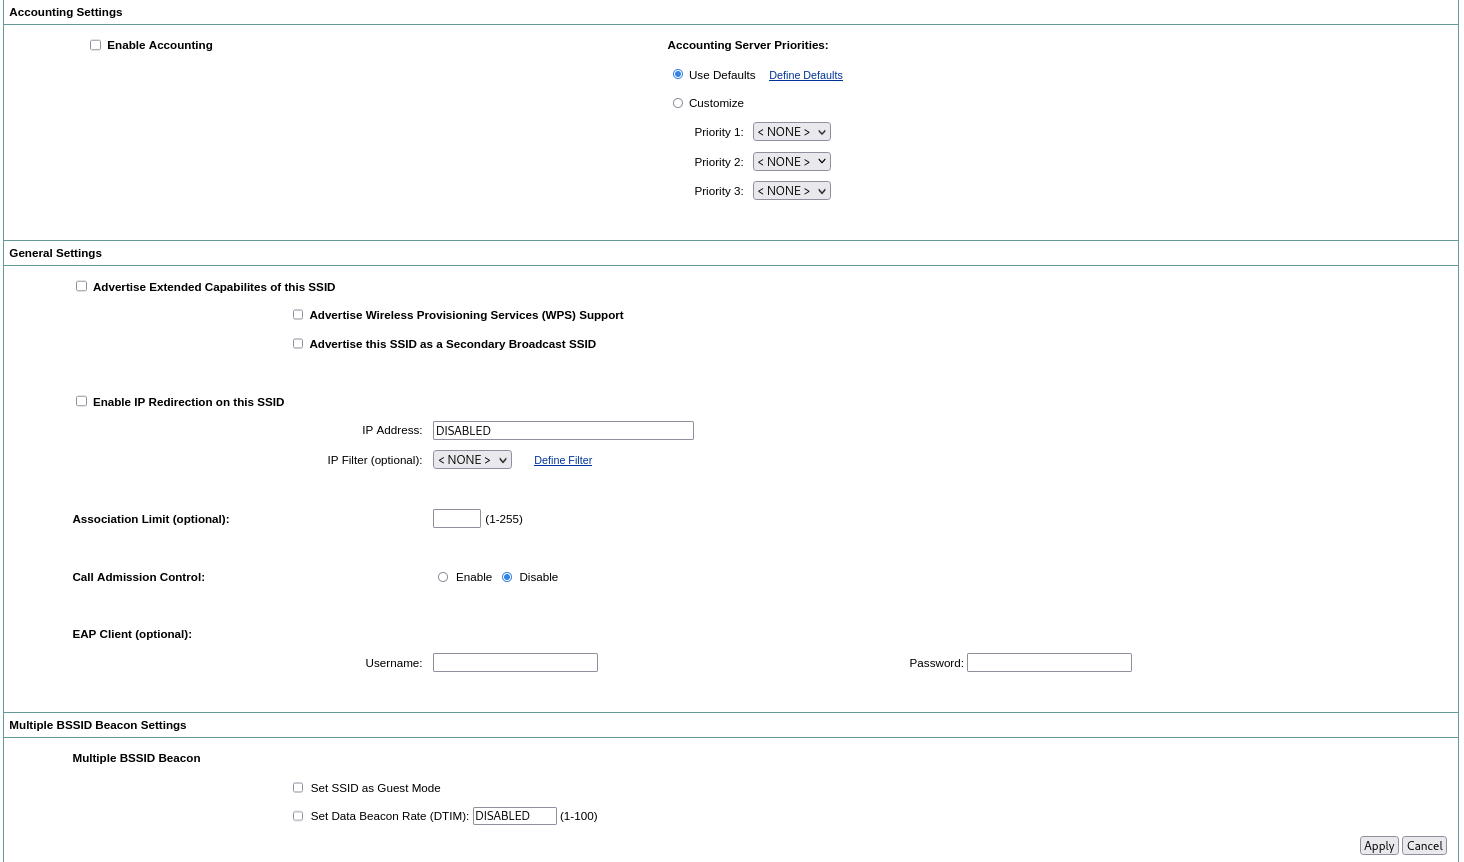 Accounting Settings
Enable Accounting
Accounting Server Priorities:
Use Defaults Define Defaults
Customize
Priority 1: < NONE >
Priority 2: < NONE >
Priority 3: < NONE >
General Settings
Advertise Extended Capabilites of this SSID
Advertise Wireless Provisioning Services (WPS) Support
Advertise this SSID as a Secondary Broadcast SSID
Enable IP Redirection on this SSID
IP Address: DISABLED
IP Filter (optional): < NONE > Define Filter
Association Limit (optional): (1-255)
Call Admission Control: Enable Disable
EAP Client (optional):
Username: Password:
Multiple BSSID Beacon Settings
Multiple BSSID Beacon
Set SSID as Guest Mode
Set Data Beacon Rate (DTIM): DISABLED (1-100)
Apply Cancel